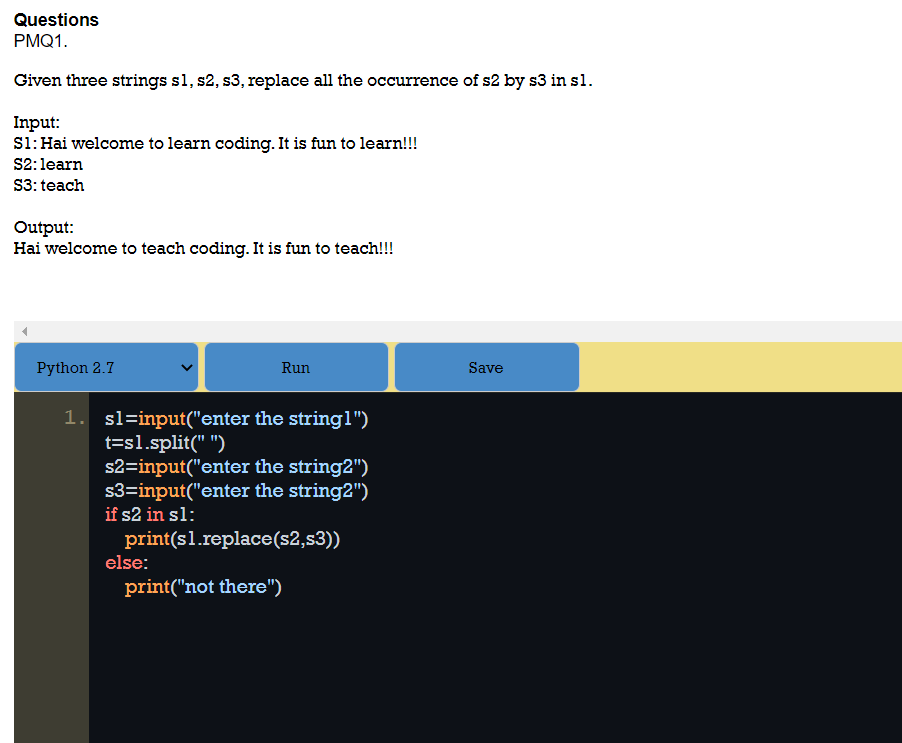 Questions
PMQ1.
Given three strings s1, s2, s3, replace all the occurrence of s2 by s3 in s1.
Input:
S1: Hai welcome to learn coding. It is fun to learn!!!
S2: learn
S3: teach
Output:
Hai welcome to teach coding. It is fun to teach!!!
Python 2.7 Run Save
1. s1=input("enter the string1")
t=s1.split(" ")
s2=input("enter the string2")
s3=input("enter the string2")
if s2 in s1:
    print(s1.replace(s2,s3))
else:
    print("not there")